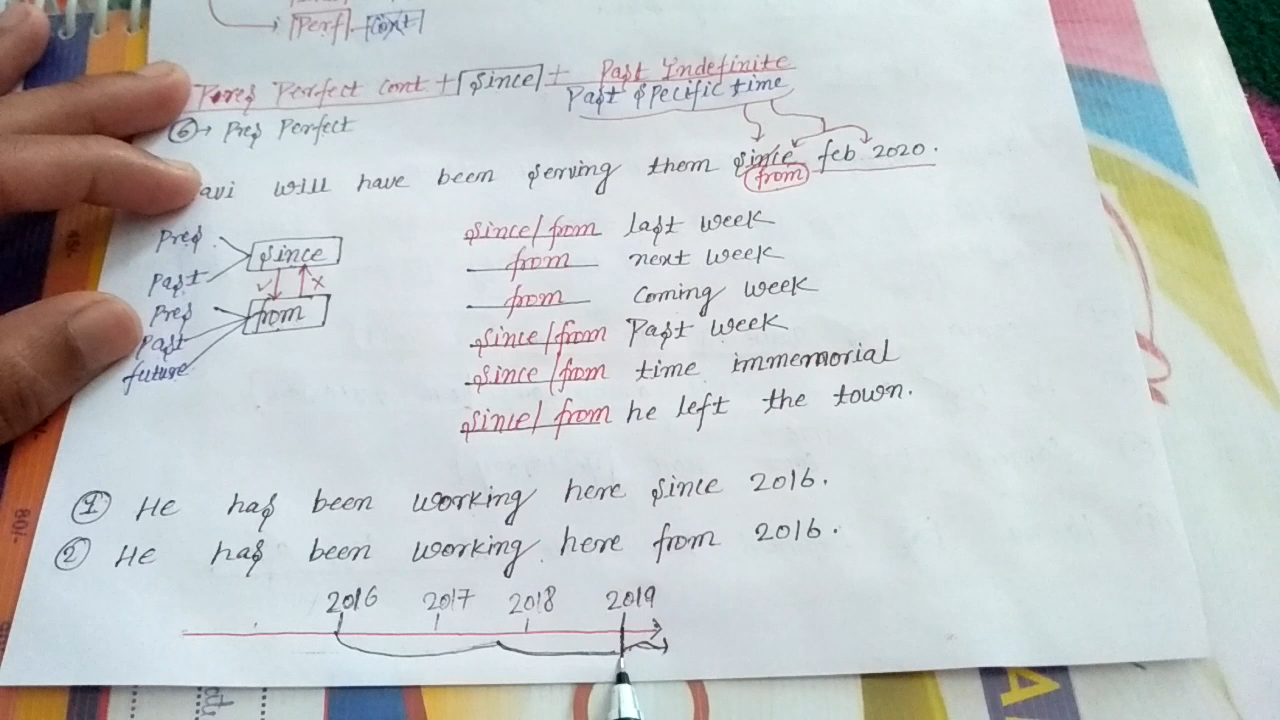 Perf Cont
Pres Perfect Cont + since + Past Indefinite
Past specific time
6 → Pres Perfect
avi will have been serving them since feb 2020.
from
Pres since
Past
✓ x
Pres from
Past
future
since/from last week
from next week
from coming week
since/from Past week
since/from time immemorial
since/from he left the town.
1 He has been working here since 2016.
2 He has been working here from 2016.
2016 2017 2018 2019
45/-
80/-